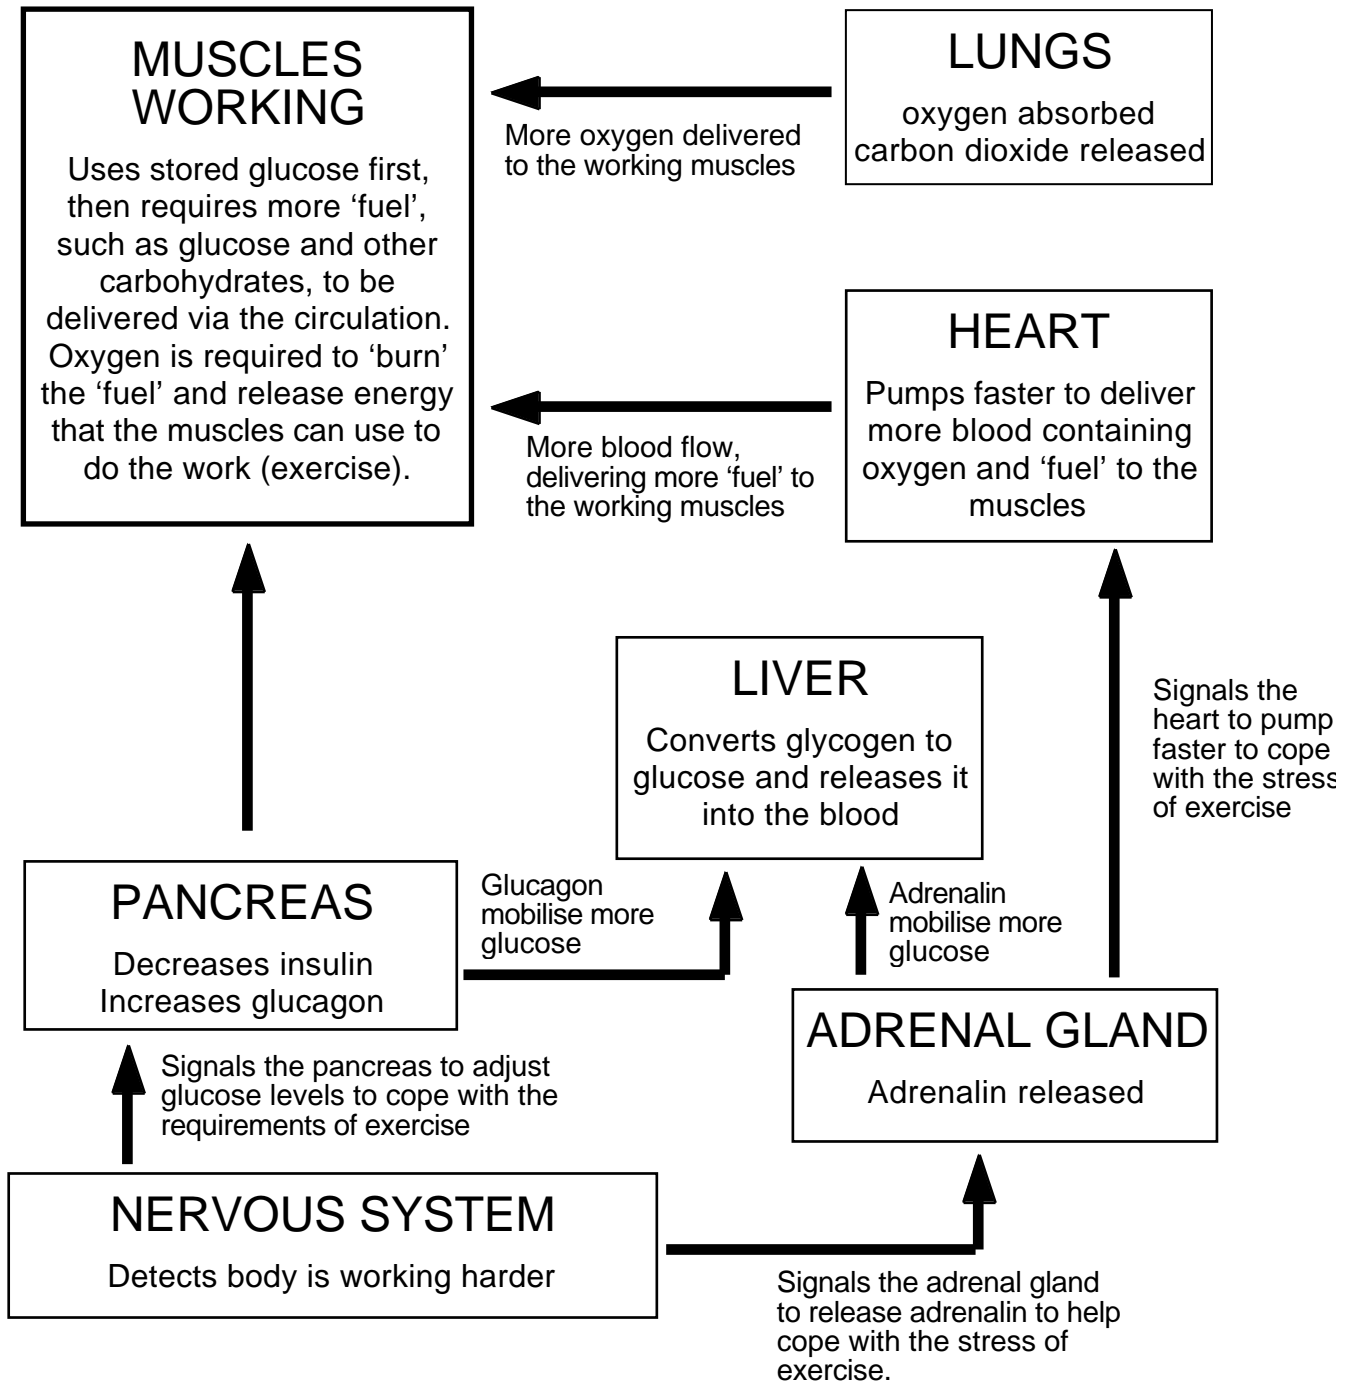 MUSCLES
WORKING
Uses stored glucose first,
then requires more ‘fuel’,
such as glucose and other
carbohydrates, to be
delivered via the circulation.
Oxygen is required to ‘burn’
the ‘fuel’ and release energy
that the muscles can use to
do the work (exercise).
More oxygen delivered
to the working muscles
LUNGS
oxygen absorbed
carbon dioxide released
More blood flow,
delivering more ‘fuel’ to
the working muscles
HEART
Pumps faster to deliver
more blood containing
oxygen and ‘fuel’ to the
muscles
LIVER
Converts glycogen to
glucose and releases it
into the blood
Signals the
heart to pump
faster to cope
with the stress
of exercise
PANCREAS
Decreases insulin
Increases glucagon
Glucagon
mobilise more
glucose
Adrenalin
mobilise more
glucose
ADRENAL GLAND
Adrenalin released
Signals the pancreas to adjust
glucose levels to cope with the
requirements of exercise
NERVOUS SYSTEM
Detects body is working harder
Signals the adrenal gland
to release adrenalin to help
cope with the stress of
exercise.